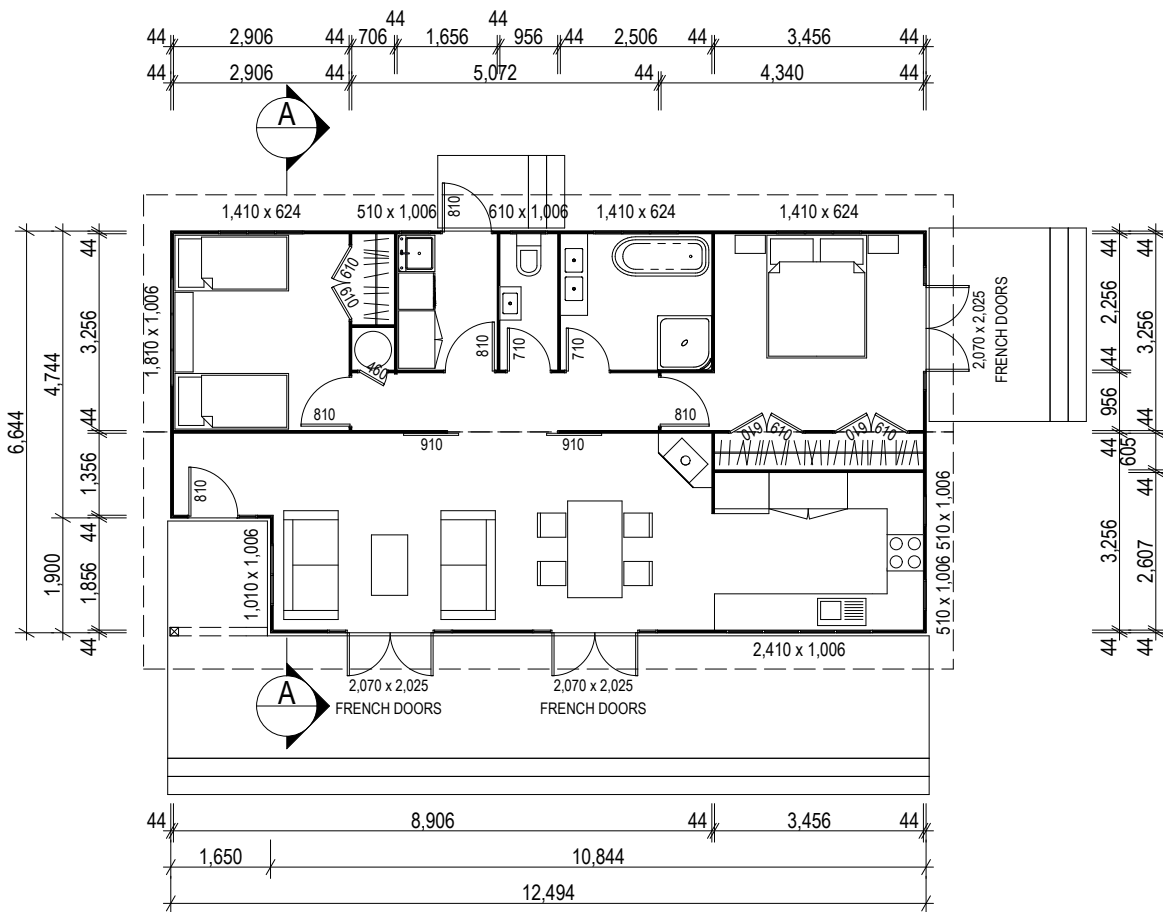 44
44 2,906 44 706 1,656 44 956 44 2,506 44 3,456 44
44 2,906 44 5,072 44 4,340 44
A
1,410 x 624 510 x 1,006 810 610 x 1,006 1,410 x 624 1,410 x 624
6,644
4,744
1,900
44
3,256
44
1,356
44
1,856
44
1,810 x 1,006
610
610
460
810
810
710
710
810
2,070 x 2,025
FRENCH DOORS
44
2,256
44
956
44
3,256
44
44
3,256
44
605
44
2,607
44
910
910
610
610
610
610
810
1,010 x 1,006
510 x 1,006
510 x 1,006
2,410 x 1,006
A
2,070 x 2,025
FRENCH DOORS
2,070 x 2,025
FRENCH DOORS
44 8,906 44 3,456 44
1,650 10,844
12,494